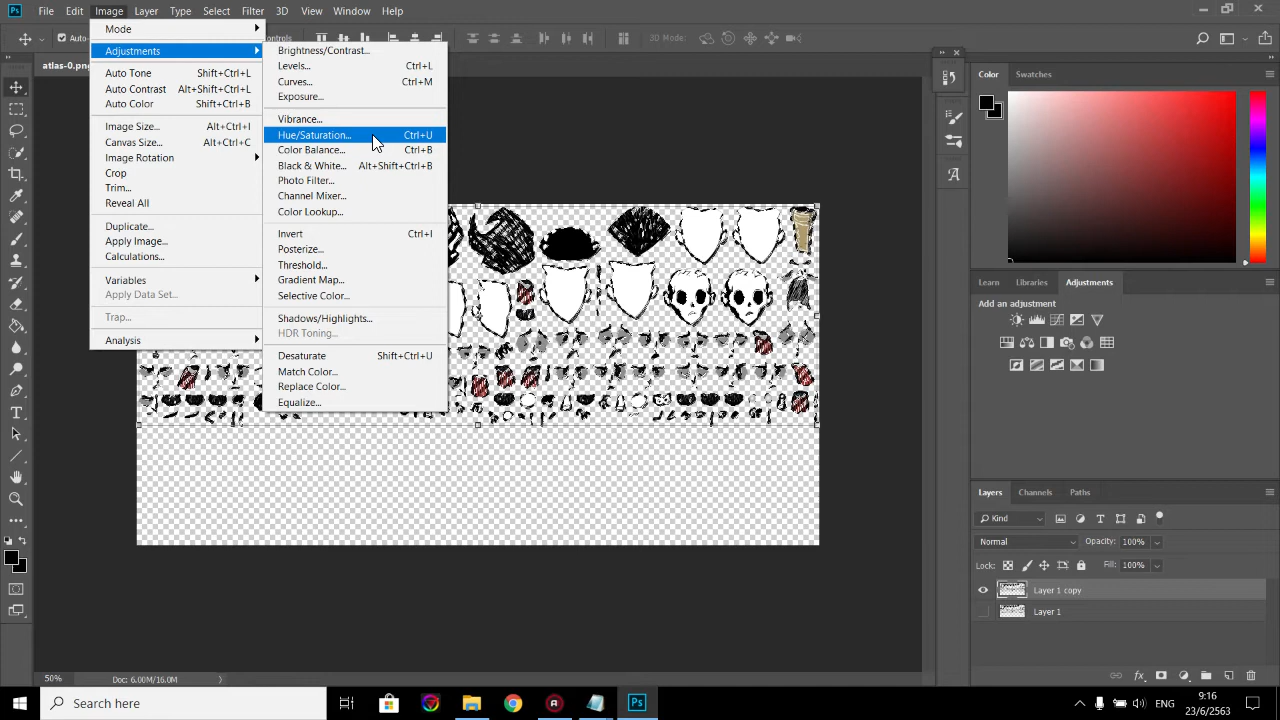 Ps File Edit Image Layer Type Select Filter 3D View Window Help
3D Mode:
atlas-0.png
Mode
Adjustments
Auto Tone Shift+Ctrl+L
Auto Contrast Alt+Shift+Ctrl+L
Auto Color Shift+Ctrl+B
Image Size... Alt+Ctrl+I
Canvas Size... Alt+Ctrl+C
Image Rotation
Crop
Trim...
Reveal All
Duplicate...
Apply Image...
Calculations...
Variables
Apply Data Set...
Trap...
Analysis
Brightness/Contrast...
Levels... Ctrl+L
Curves... Ctrl+M
Exposure...
Vibrance...
Hue/Saturation... Ctrl+U
Color Balance... Ctrl+B
Black & White... Alt+Shift+Ctrl+B
Photo Filter...
Channel Mixer...
Color Lookup...
Invert Ctrl+I
Posterize...
Threshold...
Gradient Map...
Selective Color...
Shadows/Highlights...
HDR Toning...
Desaturate Shift+Ctrl+U
Match Color...
Replace Color...
Equalize...
Color Swatches
Learn Libraries Adjustments
Add an adjustment
Layers Channels Paths
Kind
Normal Opacity: 100%
Lock: Fill: 100%
Layer 1 copy
Layer 1
50% Doc: 6.00M/16.0M
Search here
Ps
ENG
9:16
23/6/2563